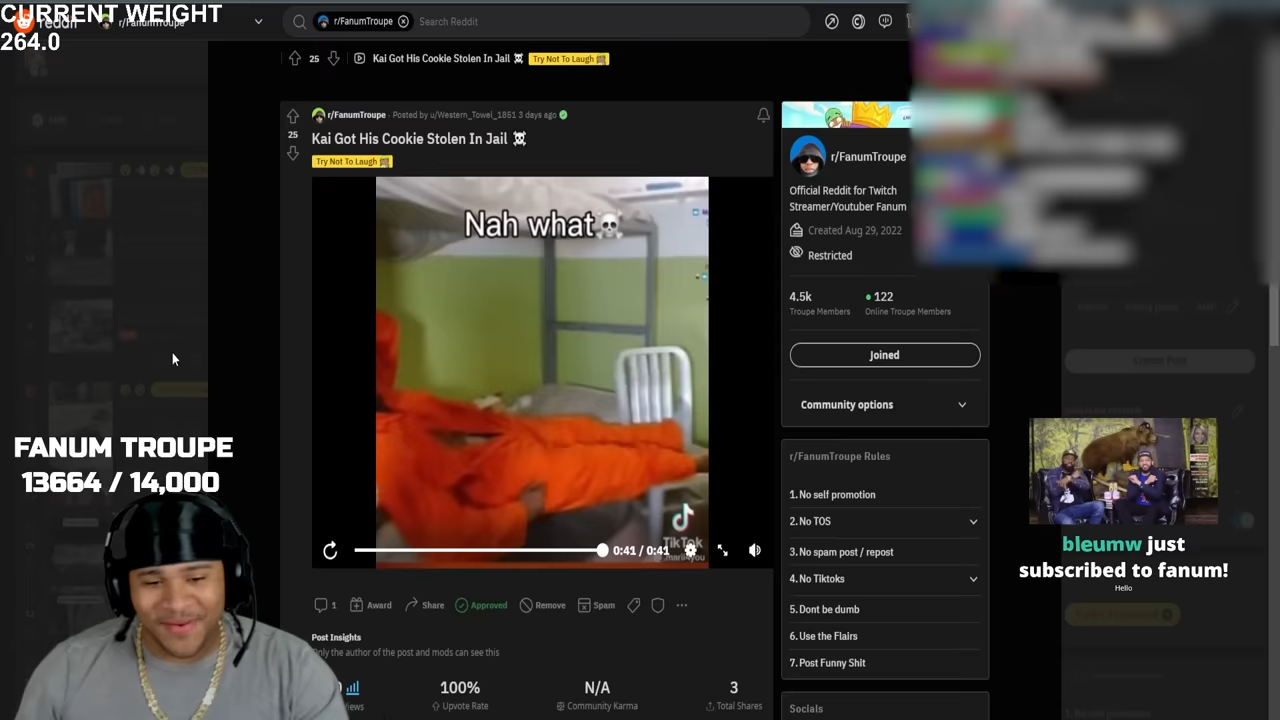 CURRENT WEIGHT
264.0
reddit
r/FanumTroupe
r/FanumTroupe
Search Reddit
25
Kai Got His Cookie Stolen In Jail ☠ Try Not To Laugh
r/FanumTroupe · Posted by u/Western_Towel_1851 3 days ago
25
Kai Got His Cookie Stolen In Jail ☠
Try Not To Laugh
Nah what☠
TikTok
0:41 / 0:41
1
Award
Share
Approved
Remove
Spam
Post Insights
Only the author of the post and mods can see this
100%
Upvote Rate
N/A
Community Karma
3
Total Shares
r/FanumTroupe
Official Reddit for Twitch
Streamer/Youtuber Fanum
Created Aug 29, 2022
Restricted
4.5k
Troupe Members
122
Online Troupe Members
Joined
Community options
r/FanumTroupe Rules
1. No self promotion
2. No TOS
3. No spam post / repost
4. No Tiktoks
5. Dont be dumb
6. Use the Flairs
7. Post Funny Shit
Socials
FANUM TROUPE
13664 / 14,000
bleumw just
subscribed to fanum!
Hello